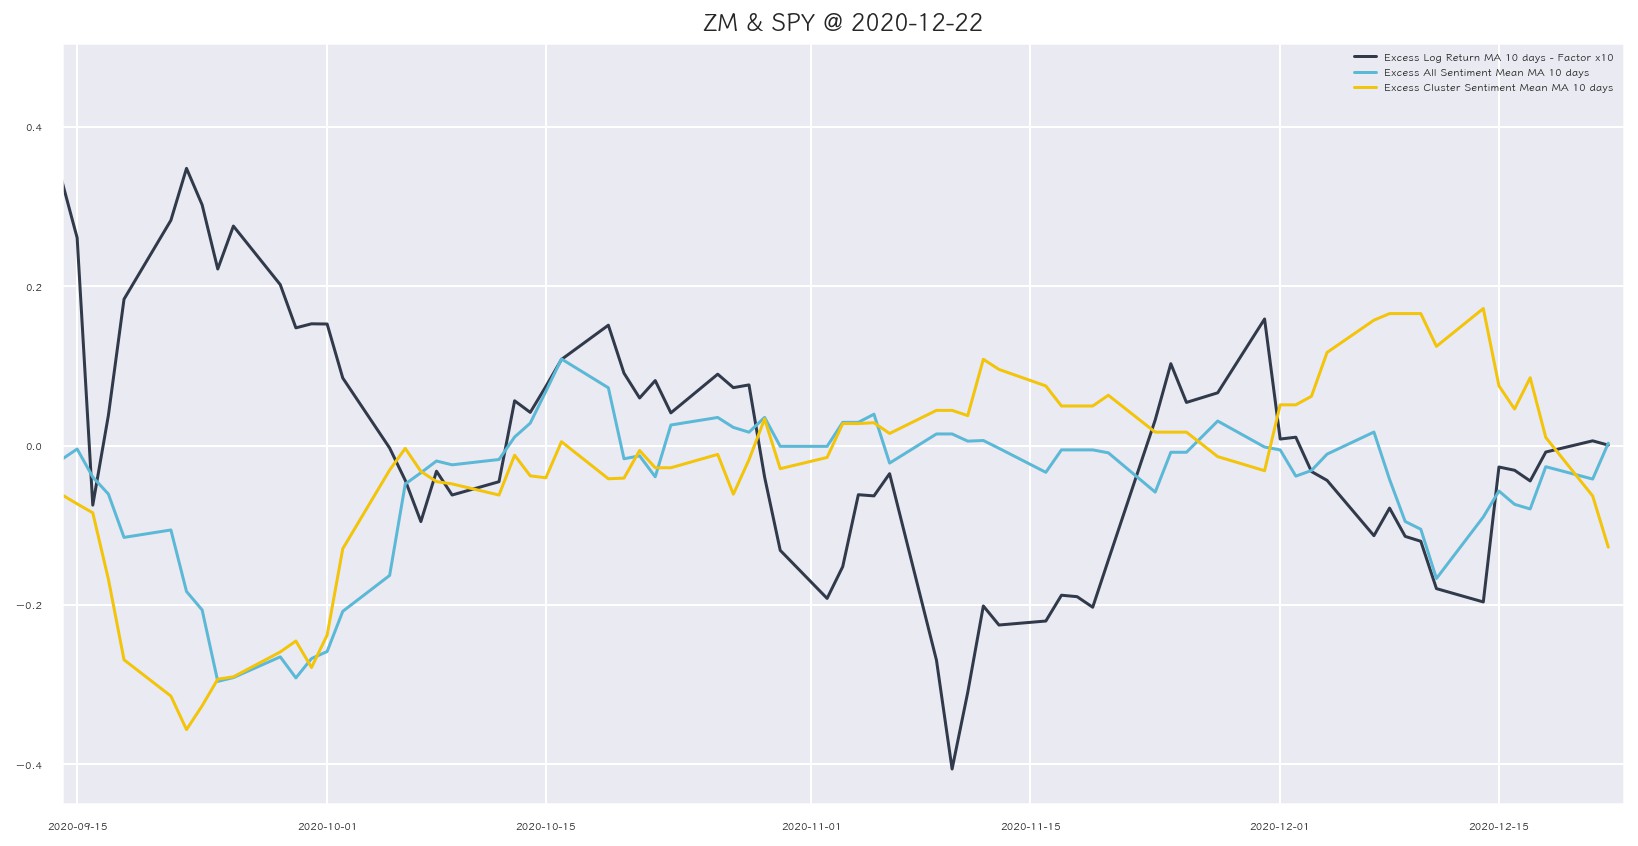 ZM & SPY @ 2020-12-22
Excess Log Return MA 10 days - Factor x10
Excess All Sentiment Mean MA 10 days
Excess Cluster Sentiment Mean MA 10 days
0.4
0.2
0.0
−0.2
−0.4
2020-09-15 2020-10-01 2020-10-15 2020-11-01 2020-11-15 2020-12-01 2020-12-15